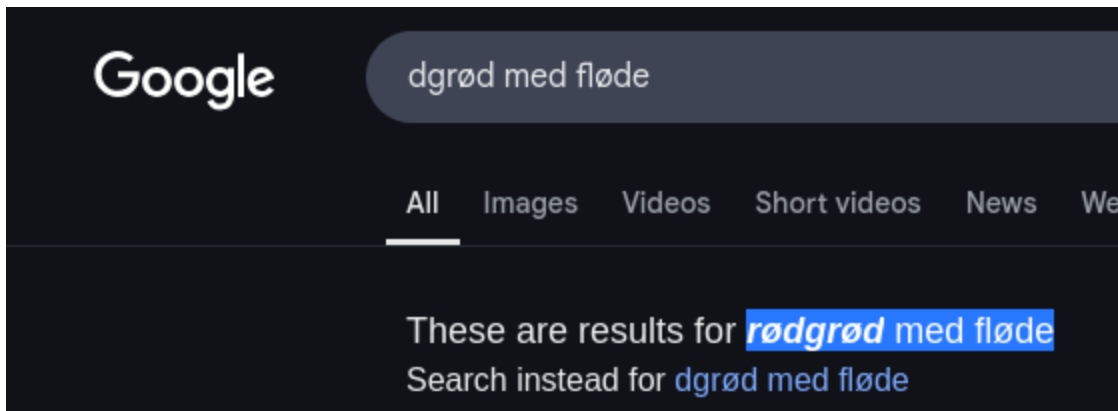 Google
dgrød med fløde
All Images Videos Short videos News We
These are results for rødgrød med fløde
Search instead for dgrød med fløde